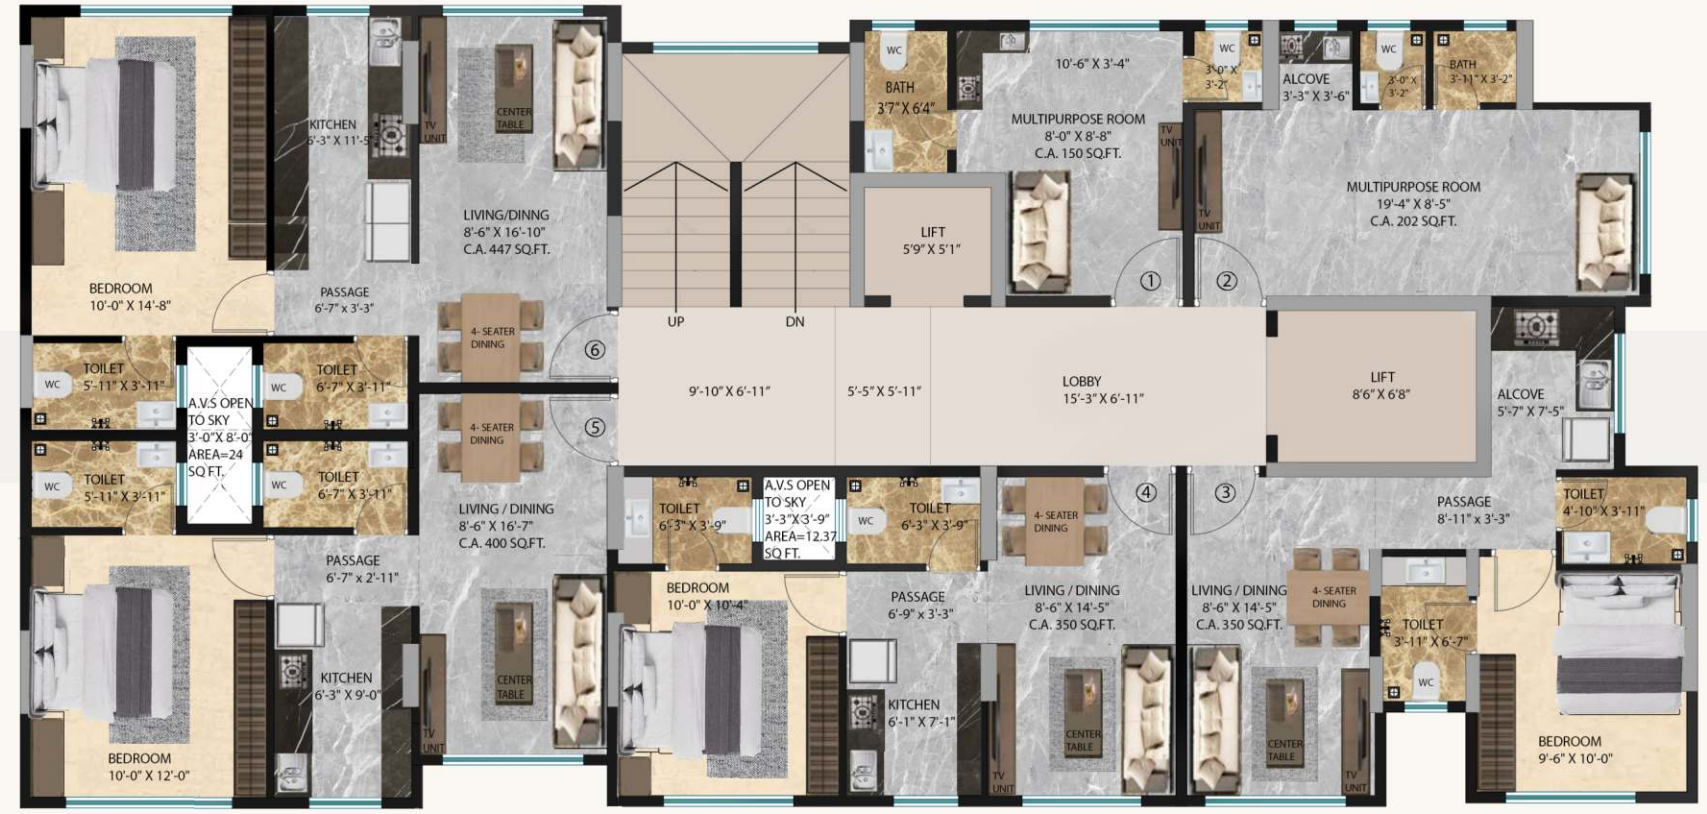 BEDROOM
10'-0" X 14'-8"
KITCHEN
6'-3" X 11'-5"
PASSAGE
6'-7" x 3'-3"
TV
UNIT
CENTER
TABLE
LIVING/DINNG
8'-6" X 16'-10"
C.A. 447 SQ.FT.
4- SEATER
DINING
⑥
UP
DN
WC
BATH
3'7" X 6'4"
10'-6" X 3'-4"
MULTIPURPOSE ROOM
8'-0" X 8'-8"
C.A. 150 SQ.FT.
TV
UNIT
WC
3'-0" X
3'-2"
LIFT
5'9" X 5'1"
①
ALCOVE
3'-3" X 3'-6"
WC
3'-0" X
3'-2"
BATH
3'-11" X 3'-2"
MULTIPURPOSE ROOM
19'-4" X 8'-5"
C.A. 202 SQ.FT.
TV
UNIT
②
TOILET
5'-11" X 3'-11"
WC
A.V.S OPEN
TO SKY
3'-0"X 8'-0"
AREA=24
SQ FT.
TOILET
6'-7" X 3'-11"
WC
9'-10" X 6'-11"
5'-5" X 5'-11"
LOBBY
15'-3" X 6'-11"
LIFT
8'6" X 6'8"
ALCOVE
5'-7" X 7'-5"
TOILET
5'-11" X 3'-11"
WC
TOILET
6'-7" X 3'-11"
WC
4- SEATER
DINING
⑤
LIVING / DINING
8'-6" X 16'-7"
C.A. 400 SQ.FT.
PASSAGE
6'-7" x 2'-11"
KITCHEN
6'-3" X 9'-0"
BEDROOM
10'-0" X 12'-0"
TV
UNIT
CENTER
TABLE
TOILET
6'-3" X 3'-9"
A.V.S OPEN
TO SKY
3'-3"X 3'-9"
AREA=12.37
SQ FT.
WC
TOILET
6'-3" X 3'-9"
BEDROOM
10'-0" X 10'-4"
PASSAGE
6'-9" x 3'-3"
KITCHEN
6'-1" X 7'-1"
4- SEATER
DINING
④
LIVING / DINING
8'-6" X 14'-5"
C.A. 350 SQ.FT.
CENTER
TABLE
TV
UNIT
③
LIVING / DINING
8'-6" X 14'-5"
C.A. 350 SQ.FT.
4- SEATER
DINING
CENTER
TABLE
TV
UNIT
PASSAGE
8'-11" x 3'-3"
TOILET
4'-10" X 3'-11"
TOILET
3'-11" X 6'-7"
WC
BEDROOM
9'-6" X 10'-0"